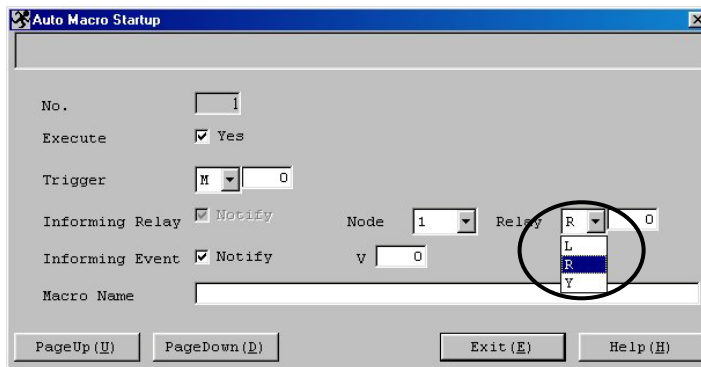 Auto Macro Startup
No. 1
Execute Yes
Trigger M 0
Informing Relay Notify Node 1 Relay R 0
L
R
Informing Event Notify V 0
Y
Macro Name
PageUp(U) PageDown(D) Exit(E) Help(H)